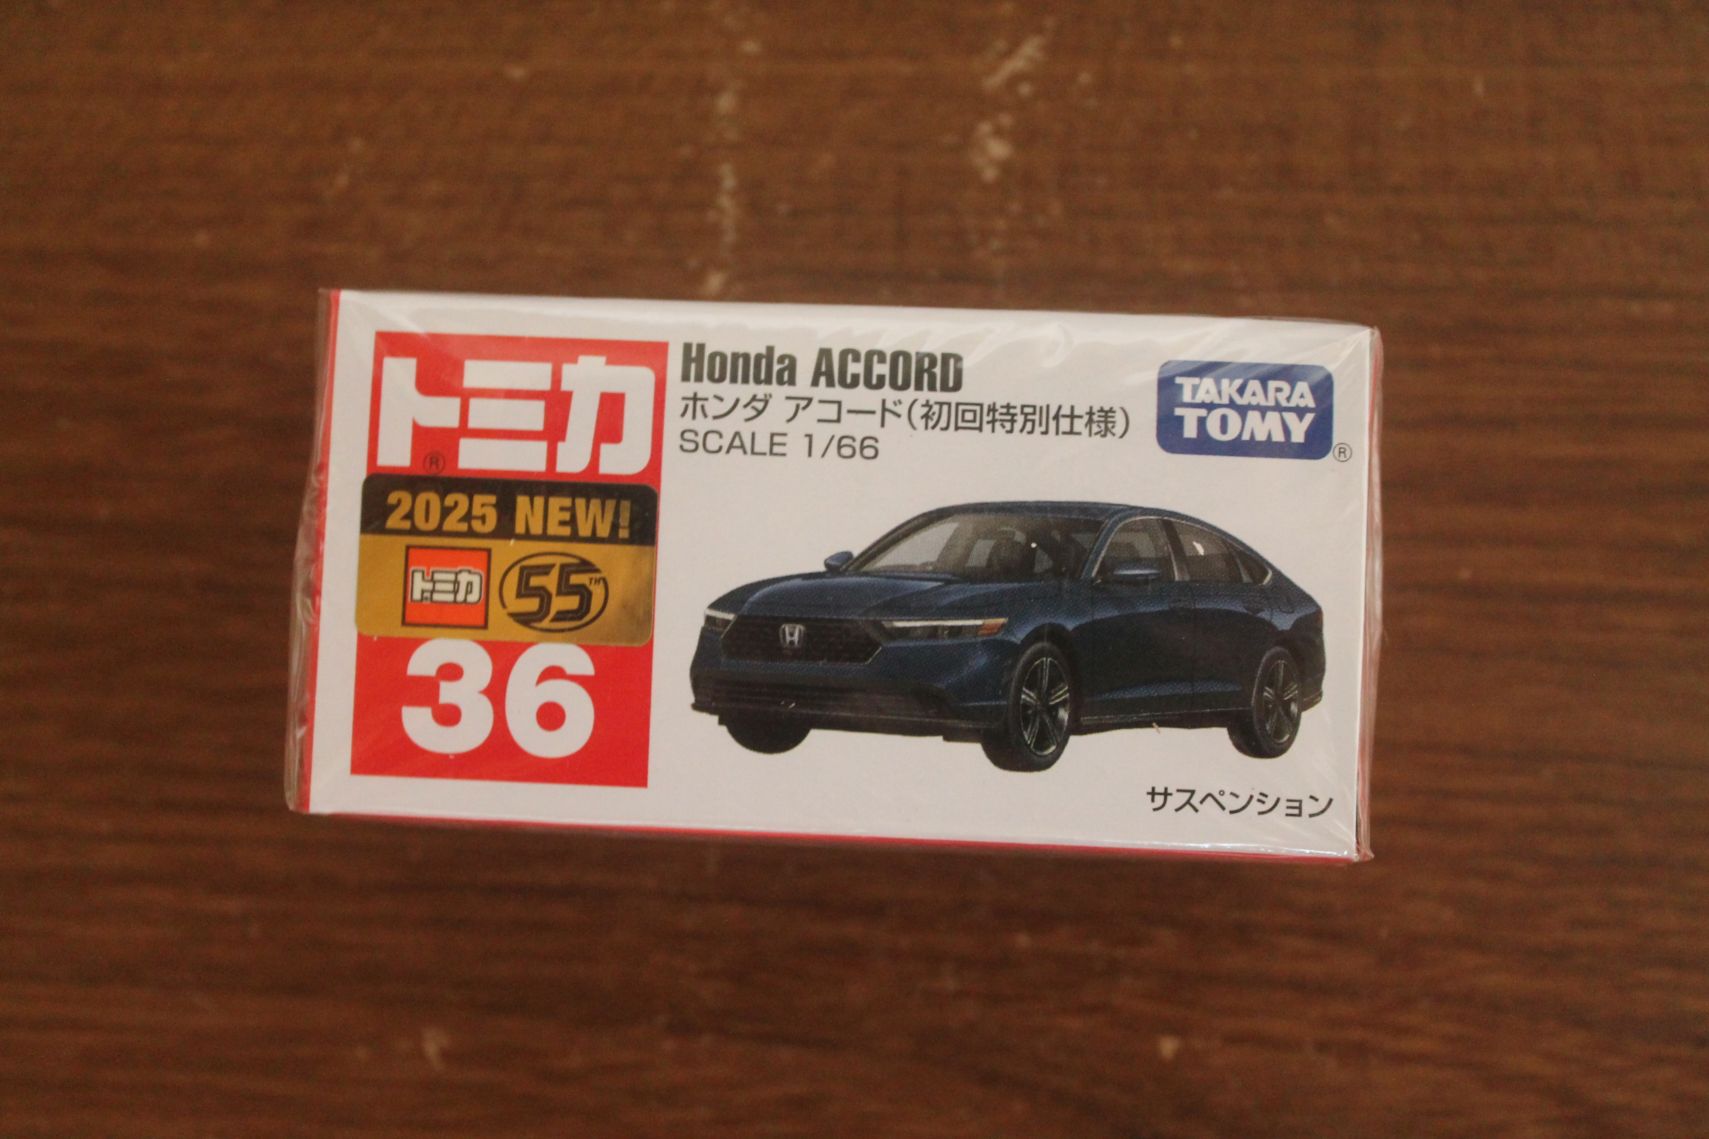 トミカ
®
2025 NEW!
トミカ 55TH
36
Honda ACCORD
ホンダ アコード(初回特別仕様)
SCALE 1/66
TAKARA
TOMY
®
サスペンション